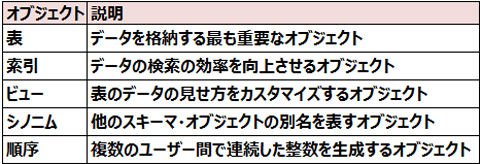 オブジェクト 説明
表 データを格納する最も重要なオブジェクト
索引 データの検索の効率を向上させるオブジェクト
ビュー 表のデータの見せ方をカスタマイズするオブジェクト
シノニム 他のスキーマ・オブジェクトの別名を表すオブジェクト
順序 複数のユーザー間で連続した整数を生成するオブジェクト